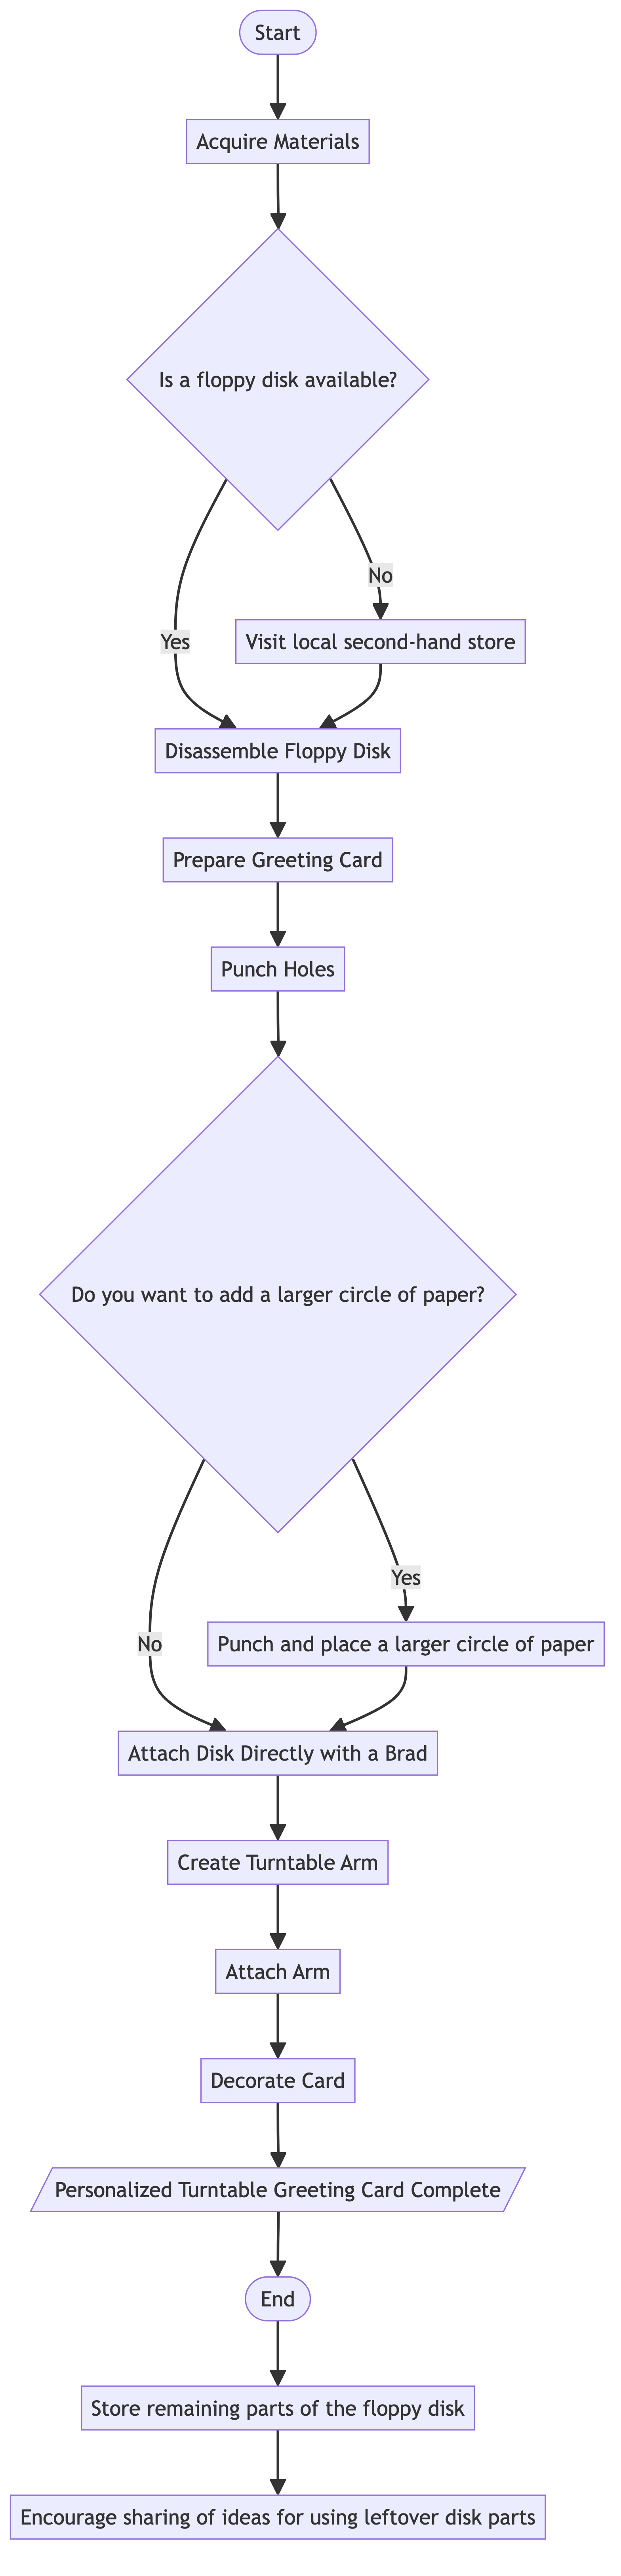 Start
Acquire Materials
Is a floppy disk available?
No
Yes
Visit local second-hand store
Disassemble Floppy Disk
Prepare Greeting Card
Punch Holes
Do you want to add a larger circle of paper?
Yes
No
Punch and place a larger circle of paper
Attach Disk Directly with a Brad
Create Turntable Arm
Attach Arm
Decorate Card
Personalized Turntable Greeting Card Complete
End
Store remaining parts of the floppy disk
Encourage sharing of ideas for using leftover disk parts